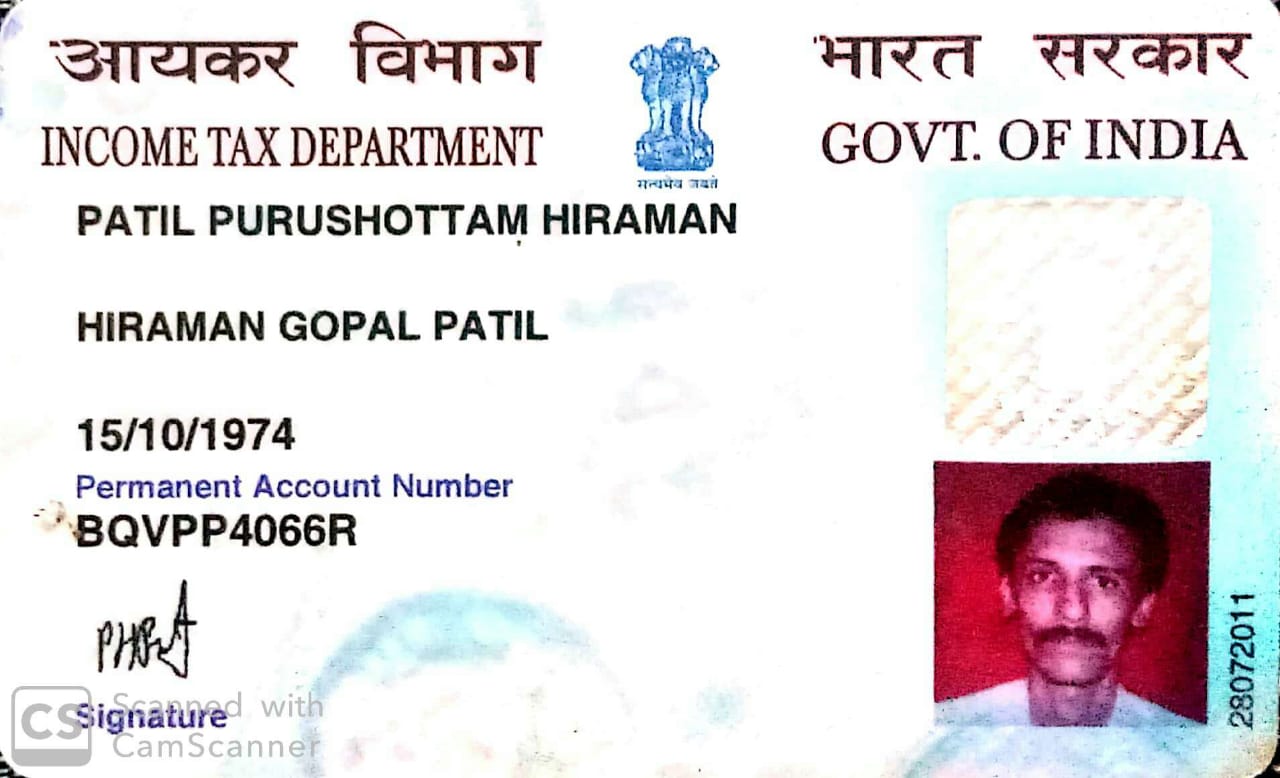 आयकर विभाग
INCOME TAX DEPARTMENT
सत्यमेव जयते
भारत सरकार
GOVT. OF INDIA
PATIL PURUSHOTTAM HIRAMAN
HIRAMAN GOPAL PATIL
15/10/1974
Permanent Account Number
BQVPP4066R
Signature
28072011
CS
Scanned with
CamScanner